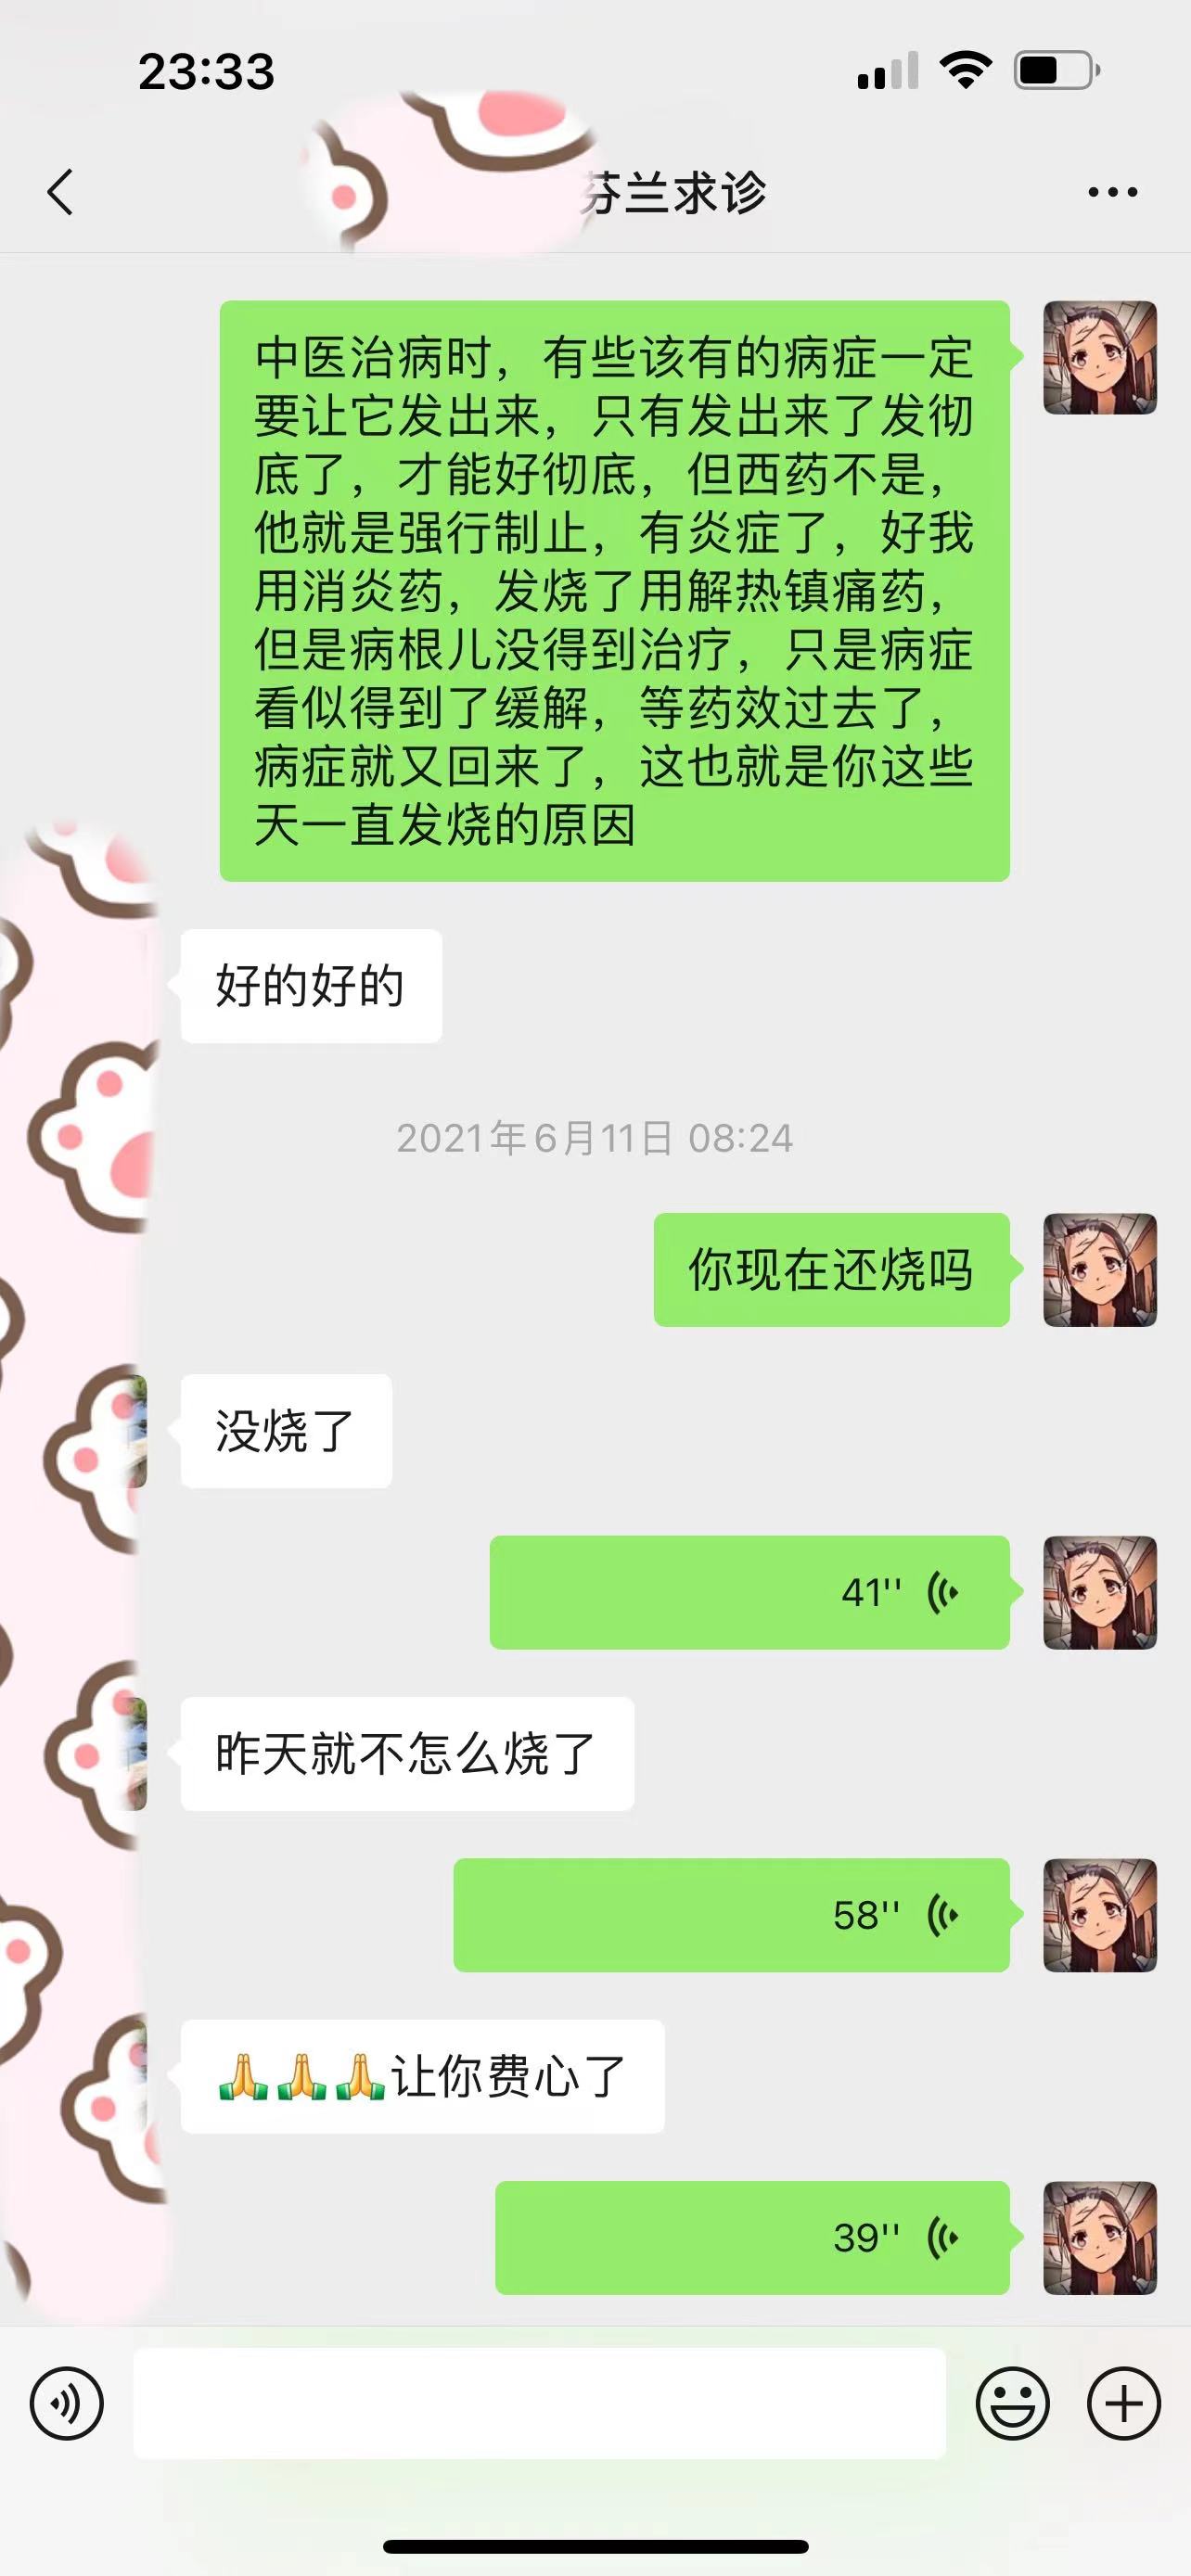 23:33
芬兰求诊
中医治病时，有些该有的病症一定
要让它发出来，只有发出来了发彻
底了，才能好彻底，但西药不是，
他就是强行制止，有炎症了，好我
用消炎药，发烧了用解热镇痛药，
但是病根儿没得到治疗，只是病症
看似得到了缓解，等药效过去了，
病症就又回来了，这也就是你这些
天一直发烧的原因
好的好的
2021年6月11日 08:24
你现在还烧吗
没烧了
41''
昨天就不怎么烧了
58''
🙏🙏🙏让你费心了
39''